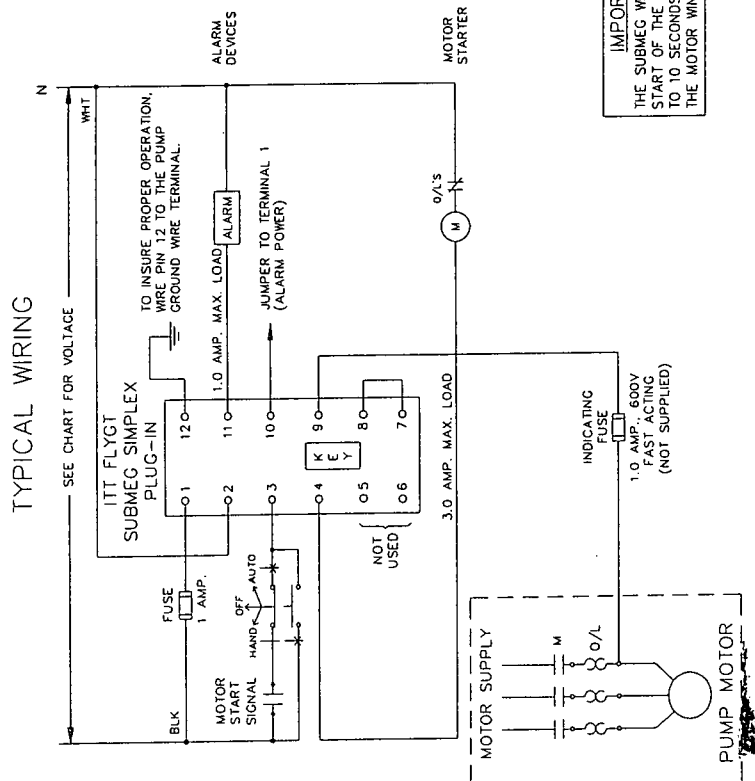 TYPICAL WIRING
SEE CHART FOR VOLTAGE
N
WHT
BLK
FUSE
1 AMP.
ITT FLYGT
SUBMEG SIMPLEX
PLUG-IN
TO INSURE PROPER OPERATION,
WIRE PIN 12 TO THE PUMP
GROUND WIRE TERMINAL.
ALARM
DEVICES
MOTOR
START
SIGNAL
HAND
OFF
AUTO
1
2
3
4
5
6
NOT
USED
12
11
10
9
8
7
K
E
Y
1.0 AMP. MAX. LOAD
ALARM
JUMPER TO TERMINAL 1
(ALARM POWER)
3.0 AMP. MAX. LOAD
M
O/L'S
MOTOR
STARTER
INDICATING
FUSE
1.0 AMP., 600V
FAST ACTING
(NOT SUPPLIED)
MOTOR SUPPLY
M
O/L
PUMP MOTOR
IMPOR
THE SUBMEG W
START OF THE
TO 10 SECONDS
THE MOTOR WIN